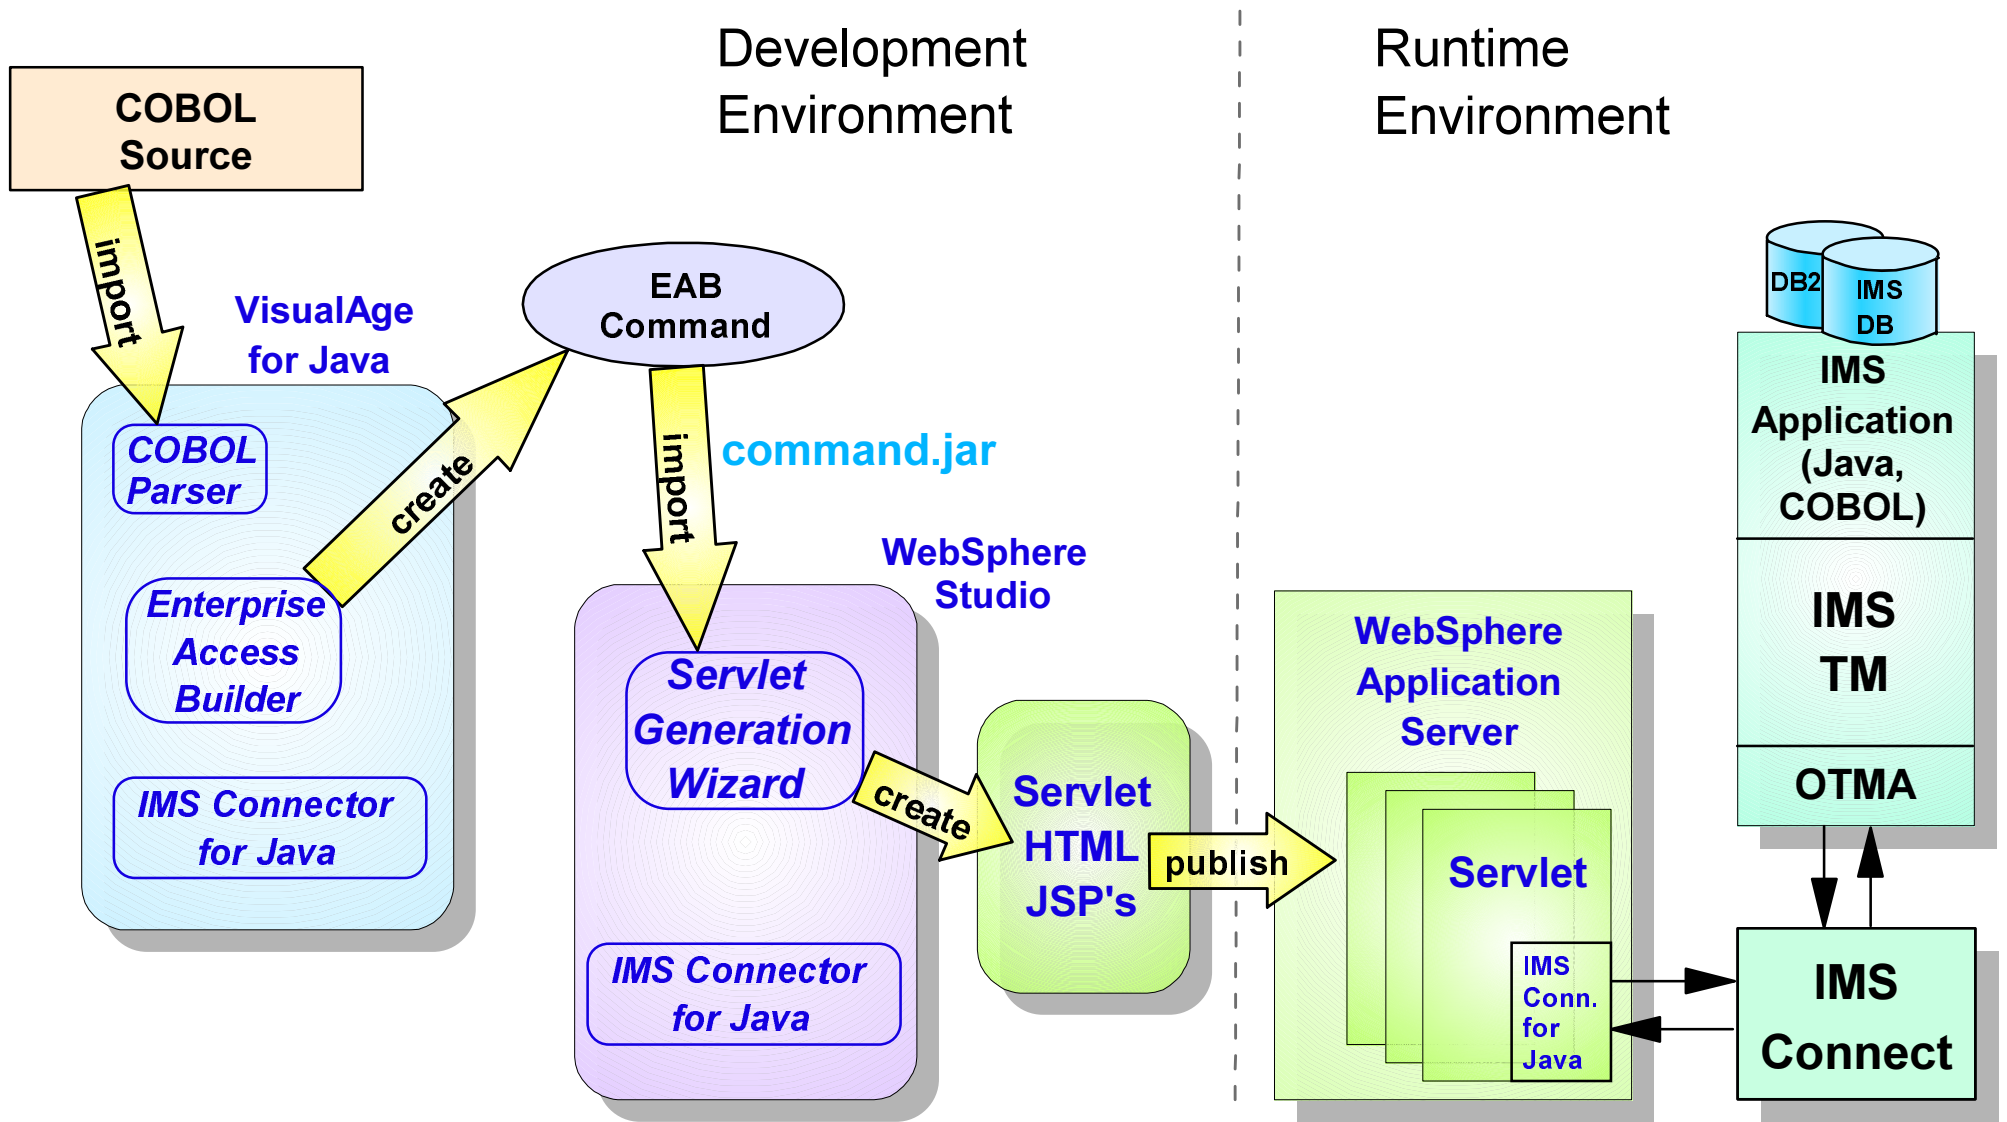 Development
Environment
Runtime
Environment
COBOL
Source
import
VisualAge
for Java
COBOL
Parser
Enterprise
Access
Builder
IMS Connector
for Java
create
EAB
Command
import
command.jar
WebSphere
Studio
Servlet
Generation
Wizard
IMS Connector
for Java
create
Servlet
HTML
JSP's
publish
WebSphere
Application
Server
Servlet
IMS
Conn.
for
Java
DB2
IMS
DB
IMS
Application
(Java,
COBOL)
IMS
TM
OTMA
IMS
Connect